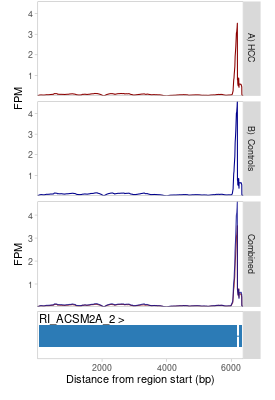 4
3
2
1
FPM
A) HCC
4
3
2
1
B) Controls
4
3
2
1
FPM
Combined
RI_ACSM2A_2 >
2000 4000 6000
Distance from region start (bp)